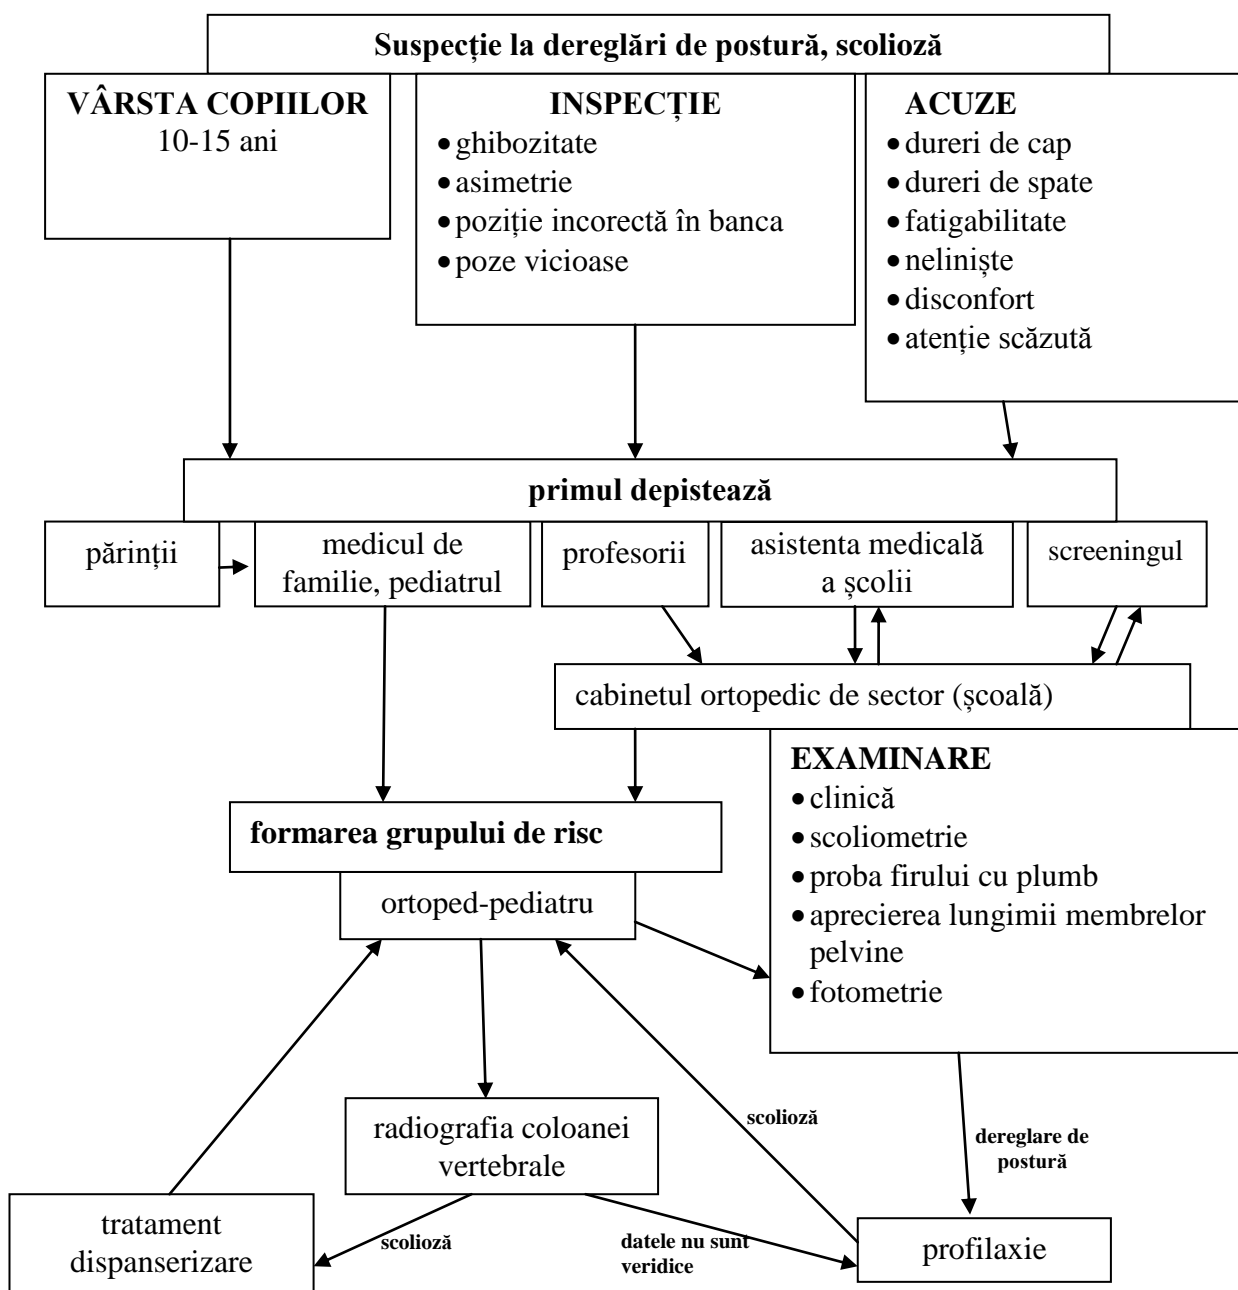 Suspecție la dereglări de postură, scolioză
VÂRSTA COPIILOR
10-15 ani
INSPECȚIE
• ghibozitate
• asimetrie
• poziție incorectă în banca
• poze vicioase
ACUZE
• dureri de cap
• dureri de spate
• fatigabilitate
• neliniște
• disconfort
• atenție scăzută
primul depistează
părinții
medicul de
familie, pediatrul
profesorii
asistenta medicală
a școlii
screeningul
cabinetul ortopedic de sector (școală)
EXAMINARE
• clinică
• scoliometrie
• proba firului cu plumb
• aprecierea lungimii membrelor
pelvine
• fotometrie
formarea grupului de risc
ortoped-pediatru
radiografia coloanei
vertebrale
scolioză
dereglare de
postură
tratament
dispanserizare
scolioză
datele nu sunt
veridice
profilaxie